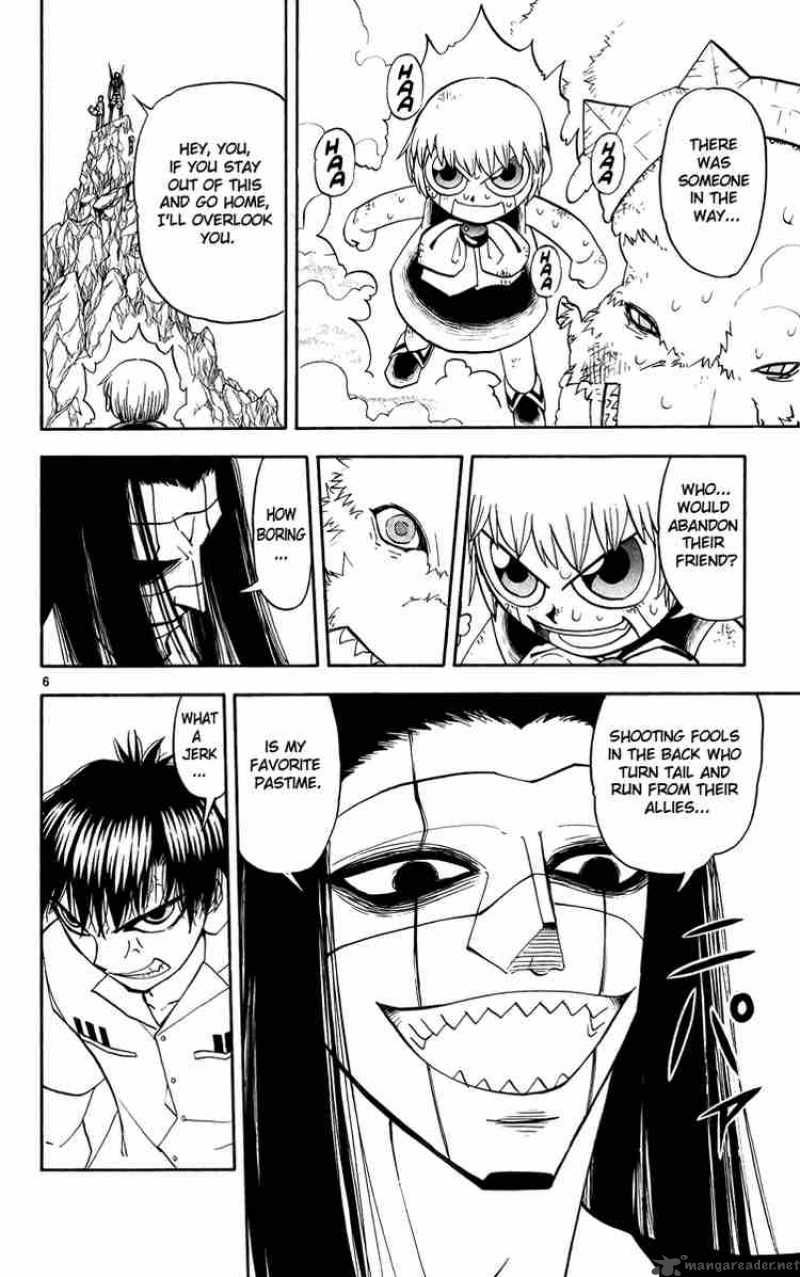 THERE
WAS
SOMEONE
IN THE
WAY...
HAA
HAA
HAA
HAA
HEY, YOU,
IF YOU STAY
OUT OF THIS
AND GO HOME,
I'LL OVERLOOK
YOU.
WHO...
WOULD
ABANDON
THEIR
FRIEND?
HOW
BORING
...
6
SHOOTING FOOLS
IN THE BACK WHO
TURN TAIL AND
RUN FROM THEIR
ALLIES...
IS MY
FAVORITE
PASTIME.
WHAT
A
JERK
...
mangareader.net